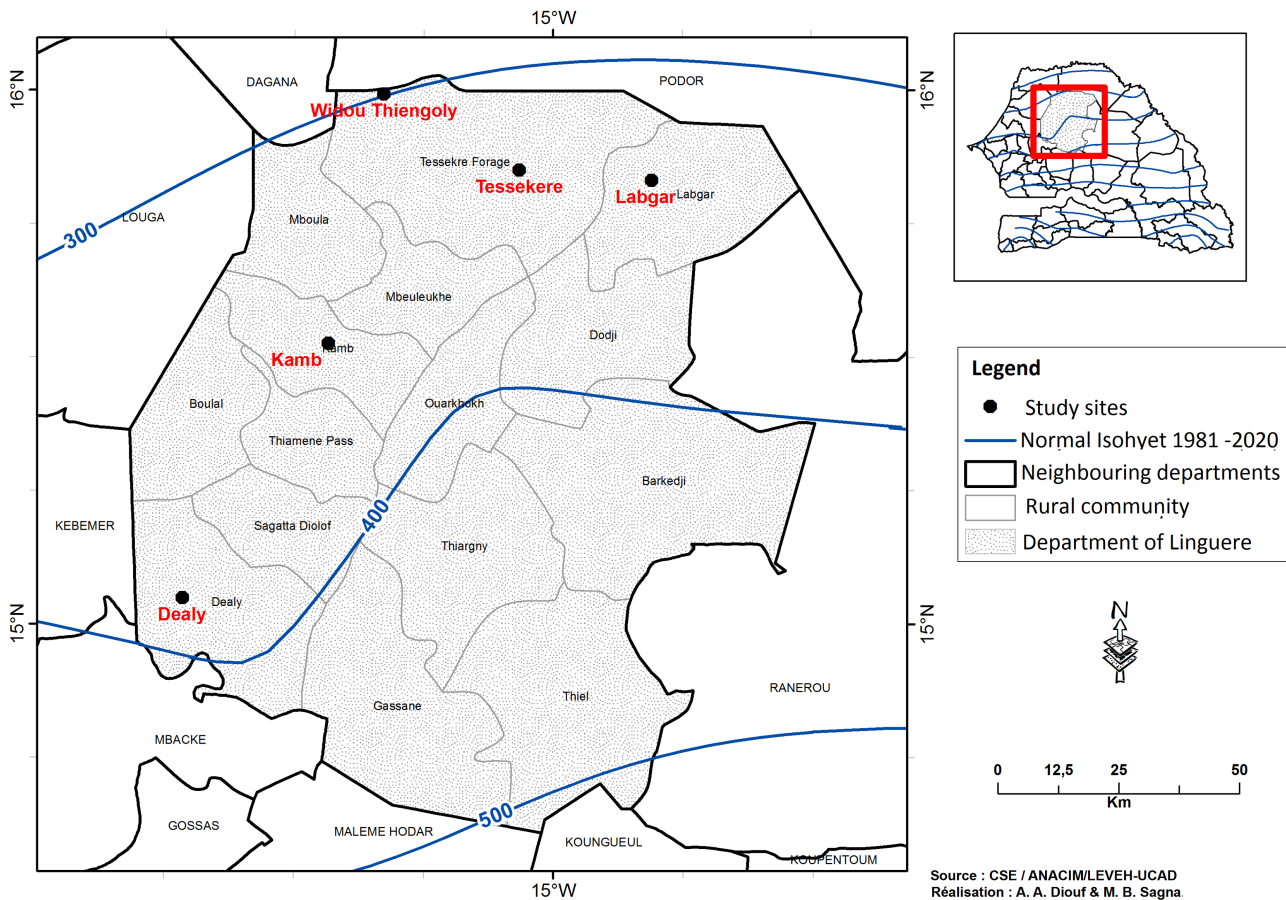 15°W
16°N
16°N
DAGANA
PODOR
Widou Thiengoly
Tessekre Forage
Tessekere
Labgar
Labgar
LOUGA
300
Mboula
Mbeuleukhe
Dodji
Kamb
Kamb
Boulal
Ouarkhokh
Thiamene Pass
Barkedji
400
KEBEMER
Sagatta Diolof
Thiargny
Dealy
Dealy
15°N
15°N
RANEROU
Thiel
Gassane
MBACKE
500
GOSSAS
MALEME HODAR
KOUNGUEUL
KOUPENTOUM
15°W
Legend
Study sites
Normal Isohyet 1981 -2020
Neighbouring departments
Rural community
Department of Linguere
N
0 12,5 25 50
Km
Source : CSE / ANACIM/LEVEH-UCAD
Réalisation : A. A. Diouf & M. B. Sagna